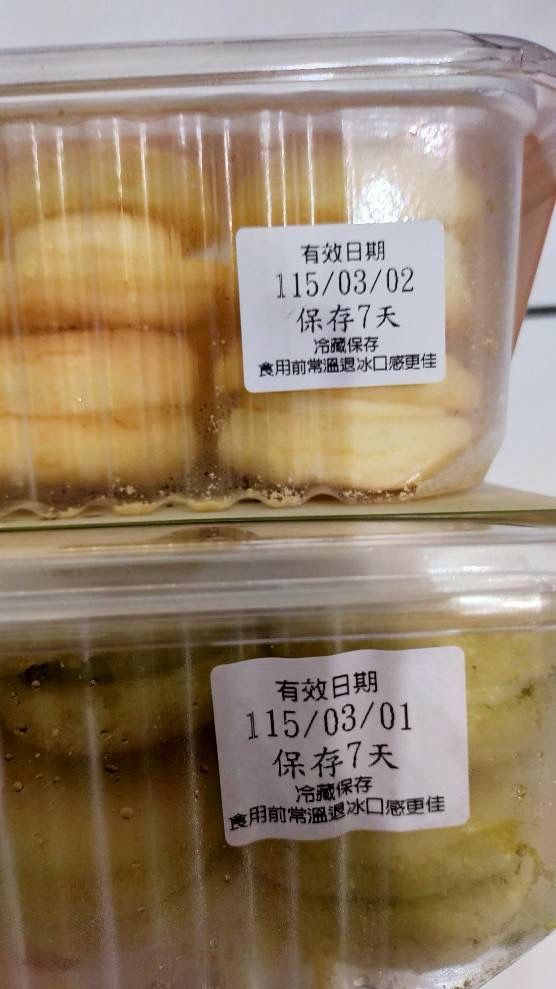 有效日期
115/03/02
保存7天
冷藏保存
食用前常溫退冰口感更佳
有效日期
115/03/01
保存7天
冷藏保存
食用前常溫退冰口感更佳